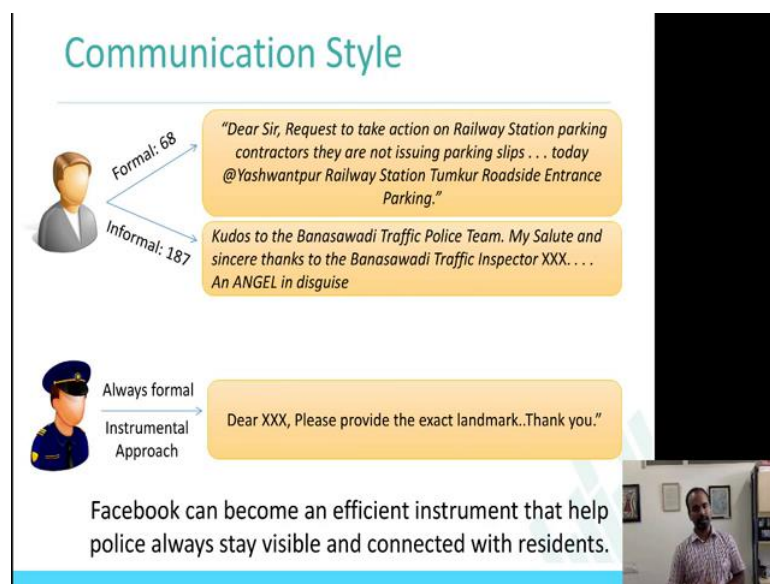 Communication Style
Formal: 68
"Dear Sir, Request to take action on Railway Station parking
contractors they are not issuing parking slips . . . today
@Yashwantpur Railway Station Tumkur Roadside Entrance
Parking."
Informal: 187
Kudos to the Banasawadi Traffic Police Team. My Salute and
sincere thanks to the Banasawadi Traffic Inspector XXX. . . .
An ANGEL in disguise
Always formal
Instrumental
Approach
Dear XXX, Please provide the exact landmark..Thank you."
Facebook can become an efficient instrument that help
police always stay visible and connected with residents.